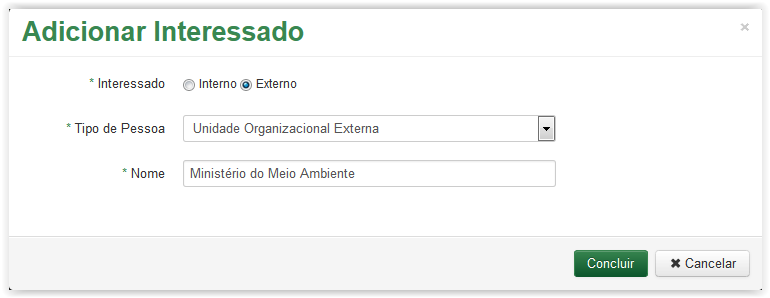 Adicionar Interessado ×
* Interessado Interno Externo
* Tipo de Pessoa Unidade Organizacional Externa
* Nome Ministério do Meio Ambiente
Concluir ✖ Cancelar